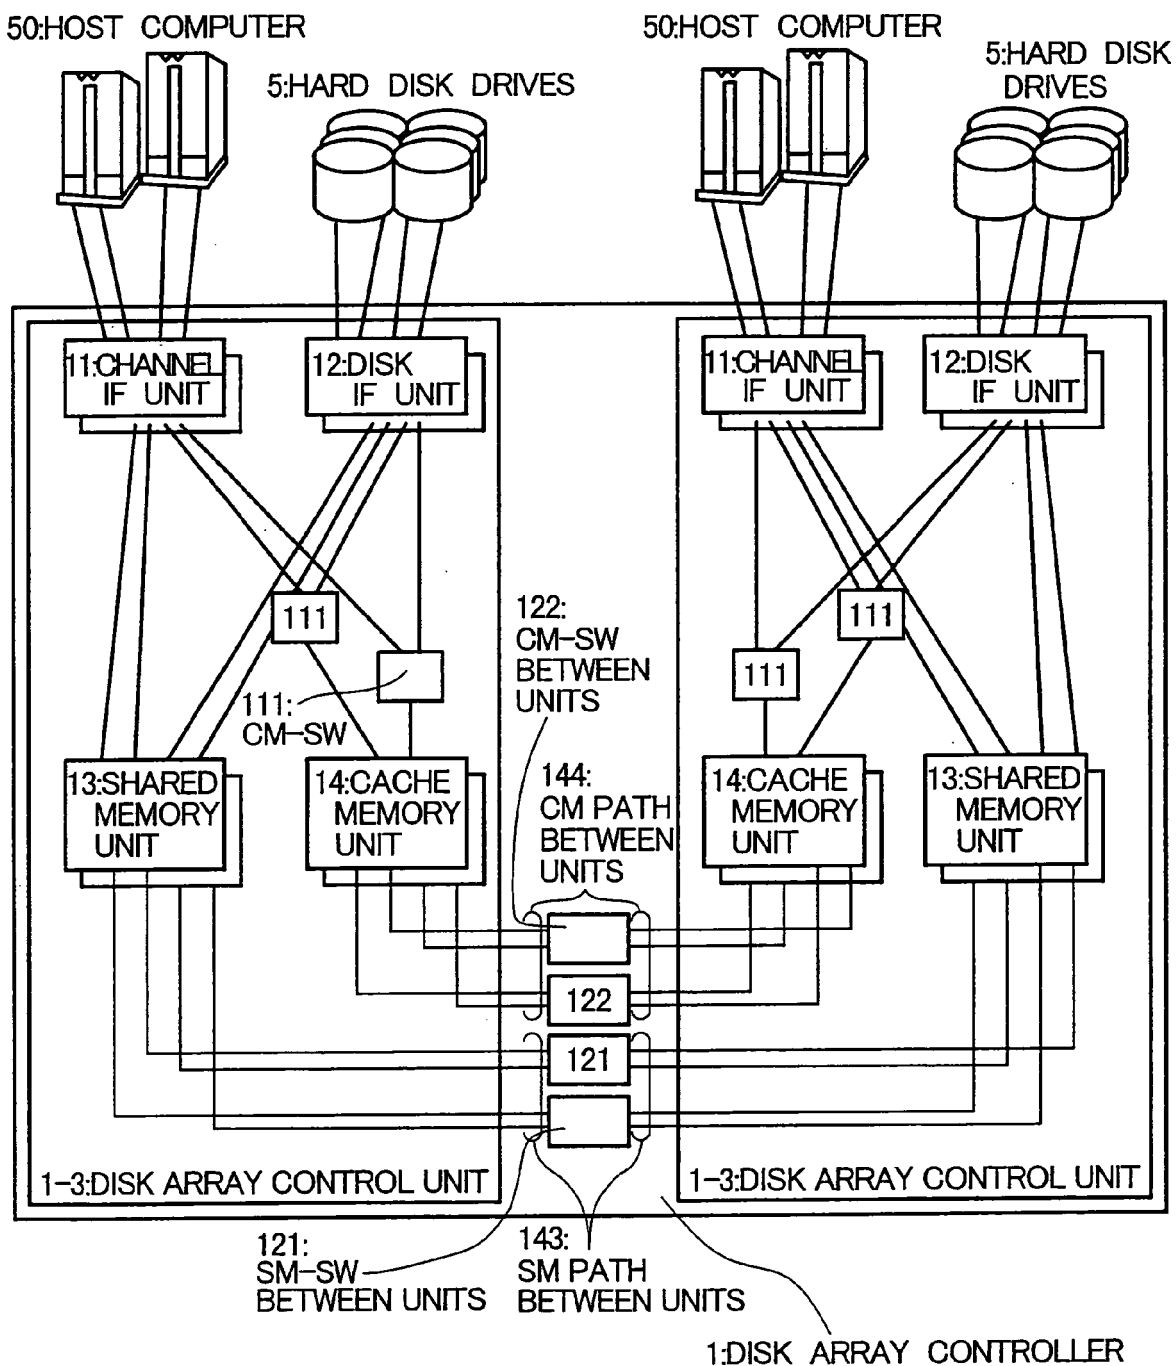 50:HOST COMPUTER
5:HARD DISK DRIVES
50:HOST COMPUTER
5:HARD DISK
DRIVES
11:CHANNEL
IF UNIT
12:DISK
IF UNIT
11:CHANNEL
IF UNIT
12:DISK
IF UNIT
111
111:
CM-SW
122:
CM-SW
BETWEEN
UNITS
111
111
13:SHARED
MEMORY
UNIT
14:CACHE
MEMORY
UNIT
144:
CM PATH
BETWEEN
UNITS
14:CACHE
MEMORY
UNIT
13:SHARED
MEMORY
UNIT
122
121
1-3:DISK ARRAY CONTROL UNIT
1-3:DISK ARRAY CONTROL UNIT
121:
SM-SW
BETWEEN UNITS
143:
SM PATH
BETWEEN UNITS
1:DISK ARRAY CONTROLLER